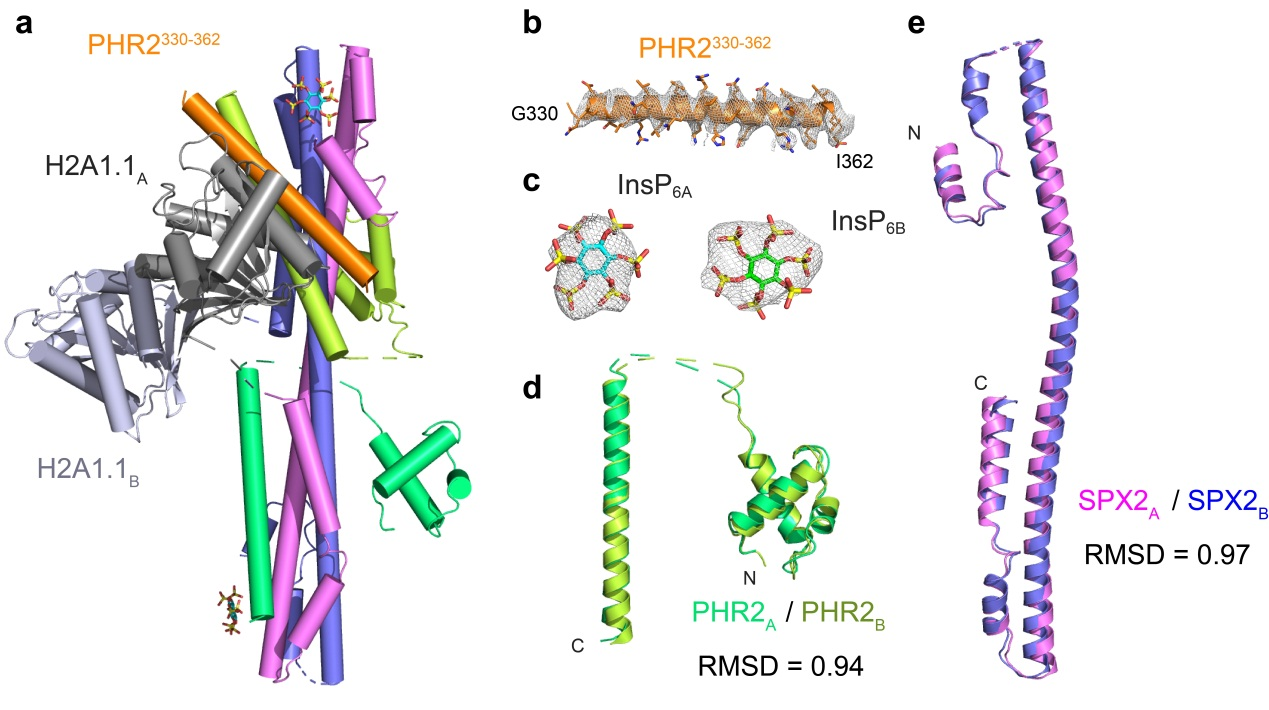 a
PHR2330-362
H2A1.1A
H2A1.1B
b
PHR2330-362
G330
I362
c
InsP6A
InsP6B
d
N
C
PHR2A / PHR2B
RMSD = 0.94
e
N
C
SPX2A / SPX2B
RMSD = 0.97